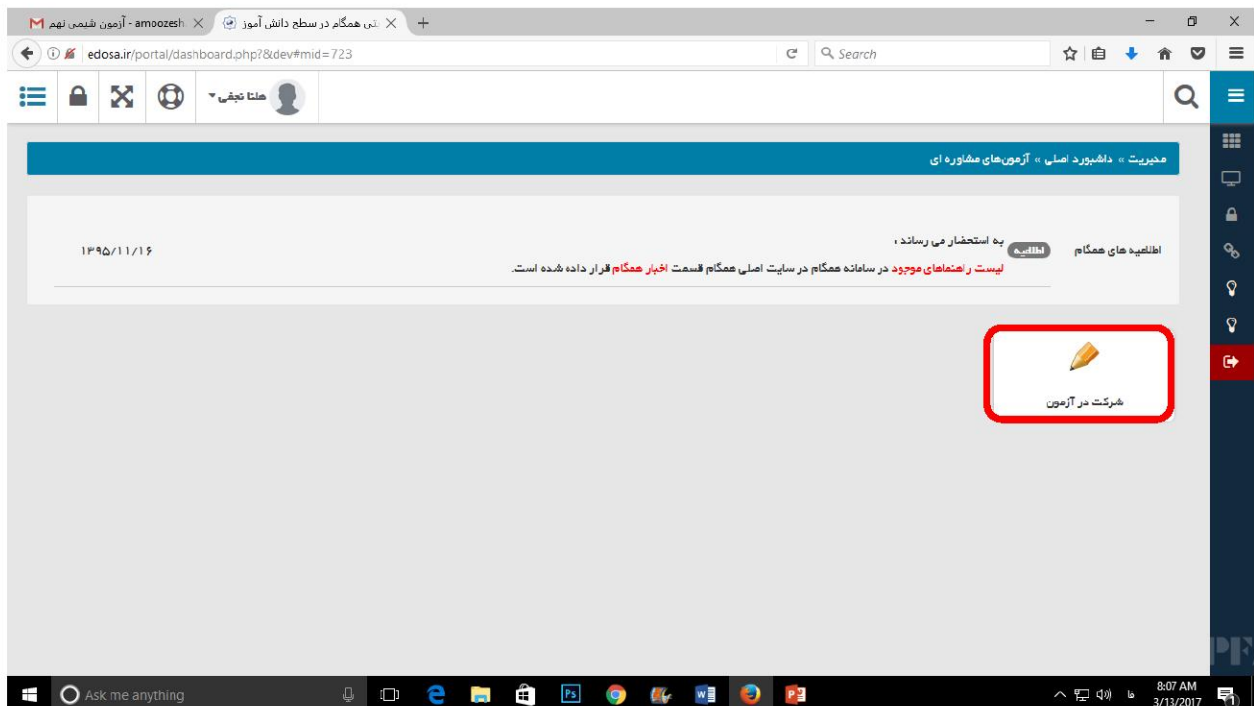 آزمون شیمی نهم - amoozesh
تی همگام در سطح دانش آموز
edosa.ir/portal/dashboard.php?&dev#mid=723
Search
هلنا نجفی
مدیریت » داشبورد اصلی » آزمون‌های مشاوره ای
اطلاعیه های همگام
اطلاعیه
به استحضار می رساند ،
۱۳۹۵/۱۱/۱۶
لیست راهنماهای موجود در سامانه همگام در سایت اصلی همگام قسمت اخبار همگام قرار داده شده است.
شرکت در آزمون
Ask me anything
فا
8:07 AM
3/13/2017